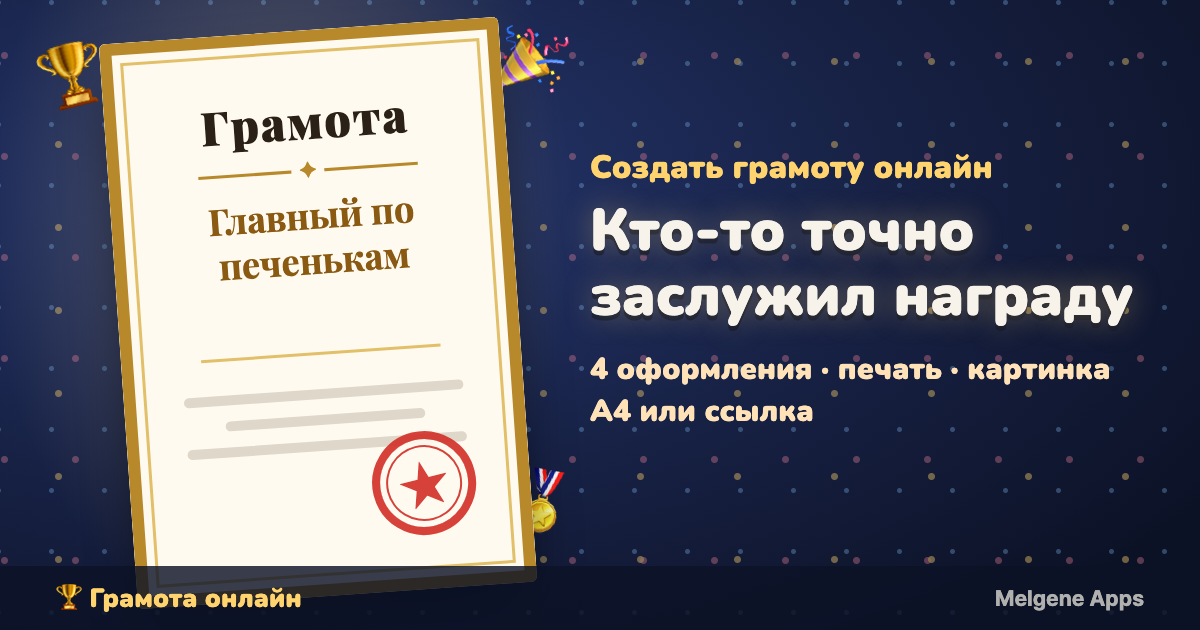 Грамота
Главный по
печенькам
Создать грамоту онлайн
Кто-то точно
заслужил награду
4 оформления · печать · картинка
А4 или ссылка
Грамота онлайн
Melgene Apps